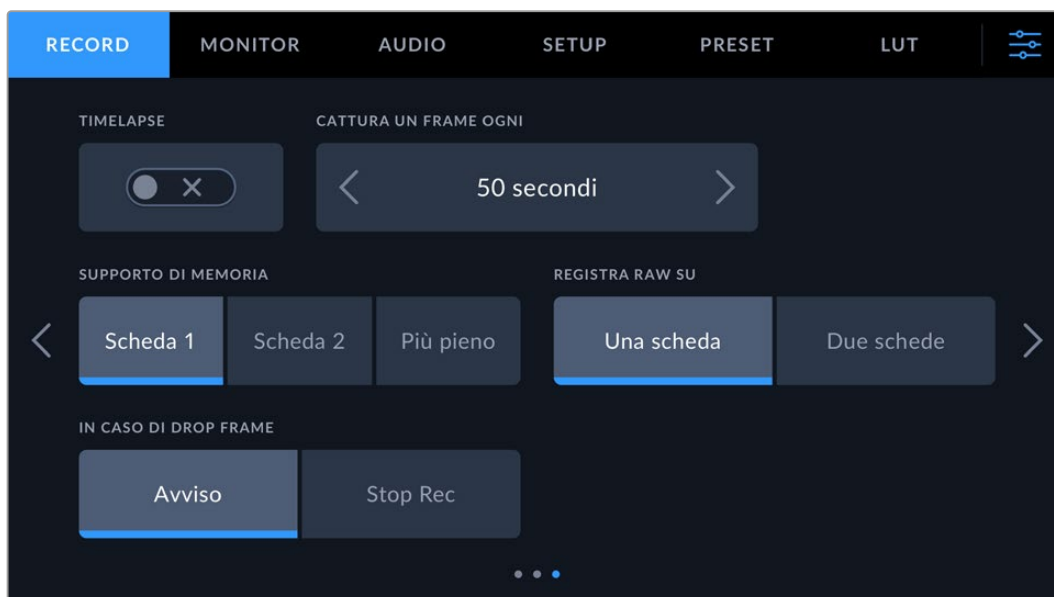 RECORD MONITOR AUDIO SETUP PRESET LUT
TIMELAPSE CATTURA UN FRAME OGNI
50 secondi
SUPPORTO DI MEMORIA REGISTRA RAW SU
Scheda 1 Scheda 2 Più pieno Una scheda Due schede
IN CASO DI DROP FRAME
Avviso Stop Rec